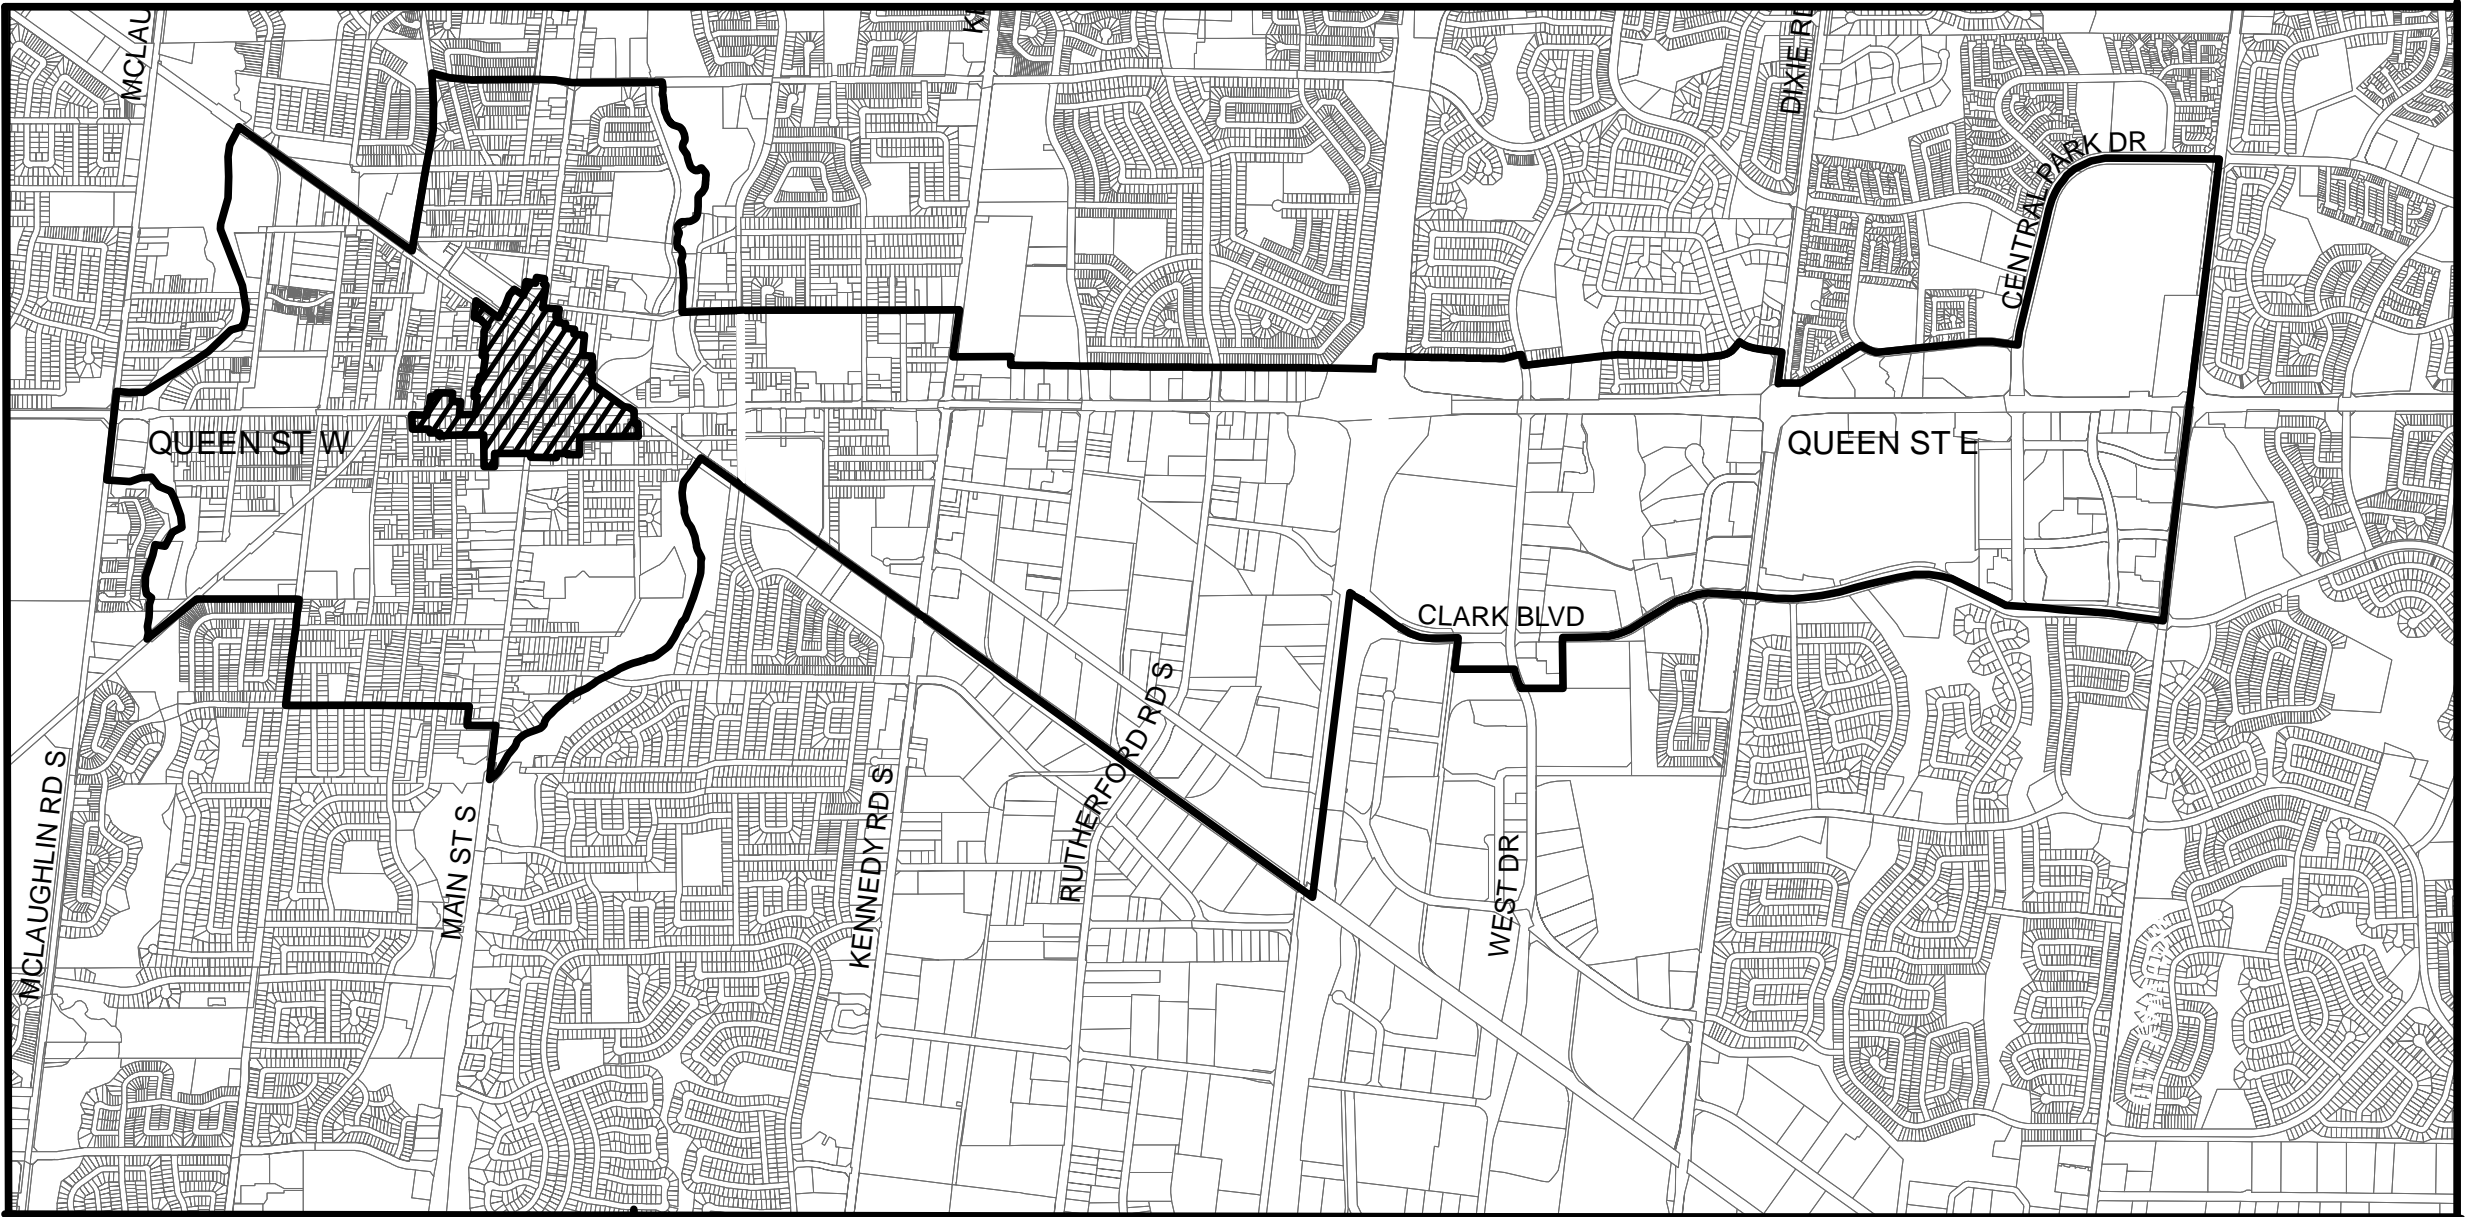 MCLAU
DIXIE RD
CENTRAL PARK DR
QUEEN ST W
QUEEN ST E
CLARK BLVD
RUTHERFORD RD S
MCLAUGHLIN RD S
MAIN ST S
KENNEDY RD S
WEST DR